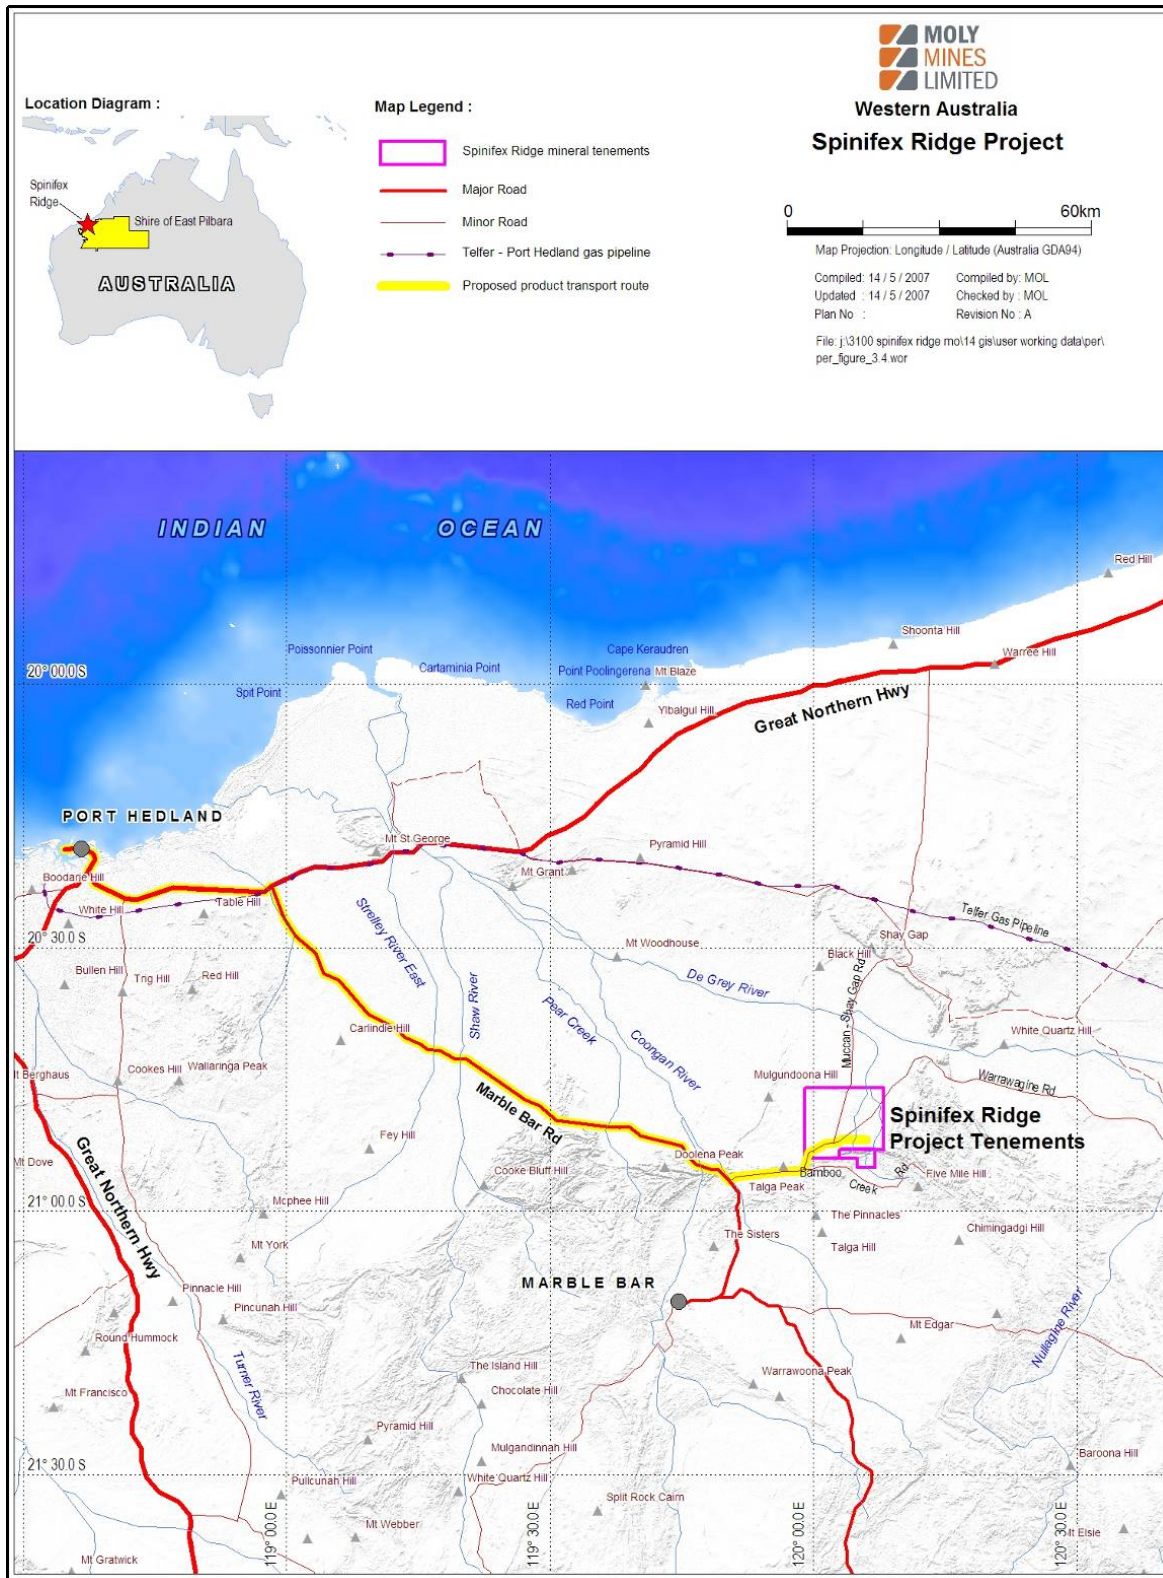 MOLY
MINES
LIMITED
Western Australia
Spinifex Ridge Project
Location Diagram :
Map Legend :
Spinifex Ridge mineral tenements
Major Road
Minor Road
Telfer - Port Hedland gas pipeline
Proposed product transport route
Spinifex
Ridge
Shire of East Pilbara
AUSTRALIA
0 60km
Map Projection: Longitude / Latitude (Australia GDA94)
Compiled: 14 / 5 / 2007 Compiled by: MOL
Updated : 14 / 5 / 2007 Checked by : MOL
Plan No : Revision No : A
File: j:\3100 spinifex ridge mo\14 gis\user working data\per\
per_figure_3.4.wor
INDIAN OCEAN
Red Hill
Shoonta Hill
Warree Hill
Poissonnier Point
Cape Keraudren
Cartaminia Point
Point Poolingerena
Mt Blaze
20° 00.0 S
Spit Point
Red Point
Yibalgul Hill
Great Northern Hwy
PORT HEDLAND
Mt St George
Pyramid Hill
Mt Grant
Boodarie Hill
White Hill
Table Hill
Strelley River East
Telfer Gas Pipeline
Shay Gap
20° 30.0 S
Mt Woodhouse
Black Hill
Bullen Hill
Tng Hill
Red Hill
De Grey River
Shaw River
Pear Creek
Coongan River
Muccan - Shay Gap Rd
Carlindie Hill
White Quartz Hill
Mt Berghaus
Cookes Hill
Wallaringa Peak
Mulgundoona Hill
Warrawagine Rd
Marble Bar Rd
Spinifex Ridge
Project Tenements
Great Northern Hwy
Mt Dove
Fey Hill
Cooke Bluff Hill
Doolena Peak
Talga Peak
Bamboo
Creek
Rd
Five Mile Hill
21° 00.0 S
Mcphee Hill
The Pinnacles
Chimingadgi Hill
Mt York
The Sisters
Talga Hill
MARBLE BAR
Pinnacle Hill
Pincunah Hill
Round Hummock
Mt Edgar
Nullagine River
Turner River
The Island Hill
Warrawoona Peak
Mt Francisco
Chocolate Hill
Pyramid Hill
Mulgandinnah Hill
Baroona Hill
21° 30.0 S
Pullcunah Hill
White Quartz Hill
Split Rock Cairn
Mt Webber
Mt Elsie
Mt Gratwick
119° 00.0 E
119° 30.0 E
120° 00.0 E
120° 30.0 E